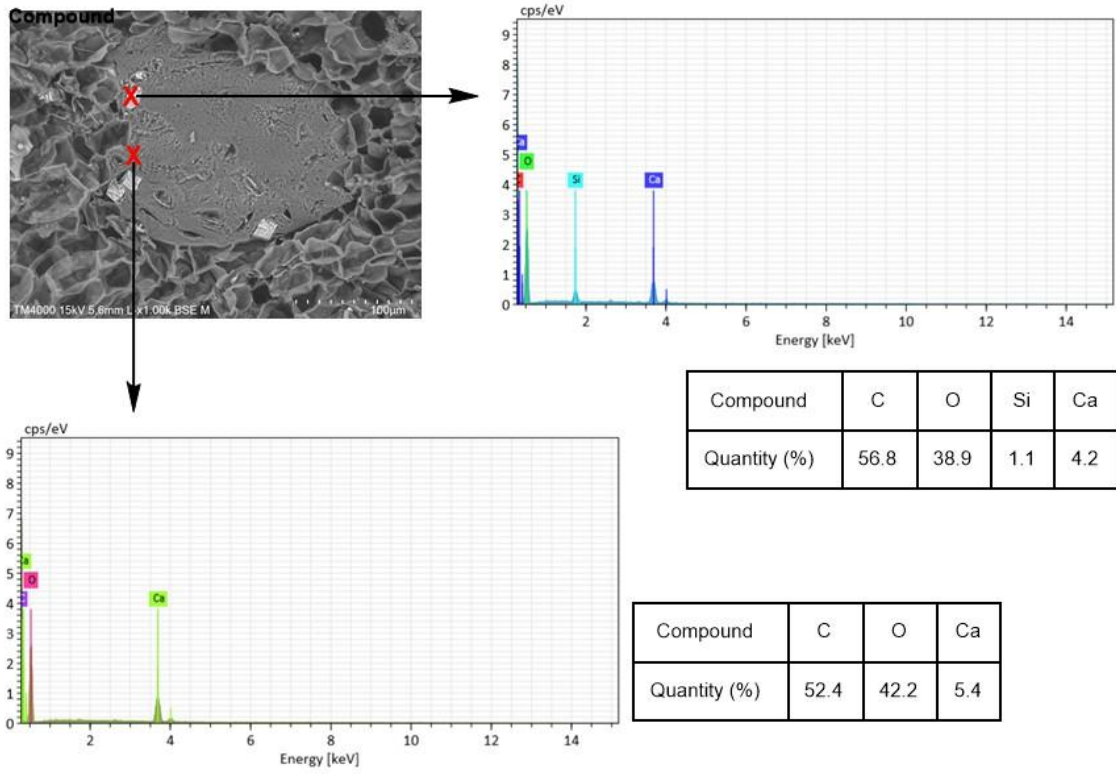 Compound
TM4000 15kV 5.6mm L x1.00k BSE M 100µm
cps/eV
9
8
7
6
5
4
3
2
1
0
a
O
Si
Ca
2 4 6 8 10 12 14
Energy [keV]
Compound C O Si Ca
Quantity (%) 56.8 38.9 1.1 4.2
cps/eV
9
8
7
6
5
4
3
2
1
0
a
O
Ca
2 4 6 8 10 12 14
Energy [keV]
Compound C O Ca
Quantity (%) 52.4 42.2 5.4